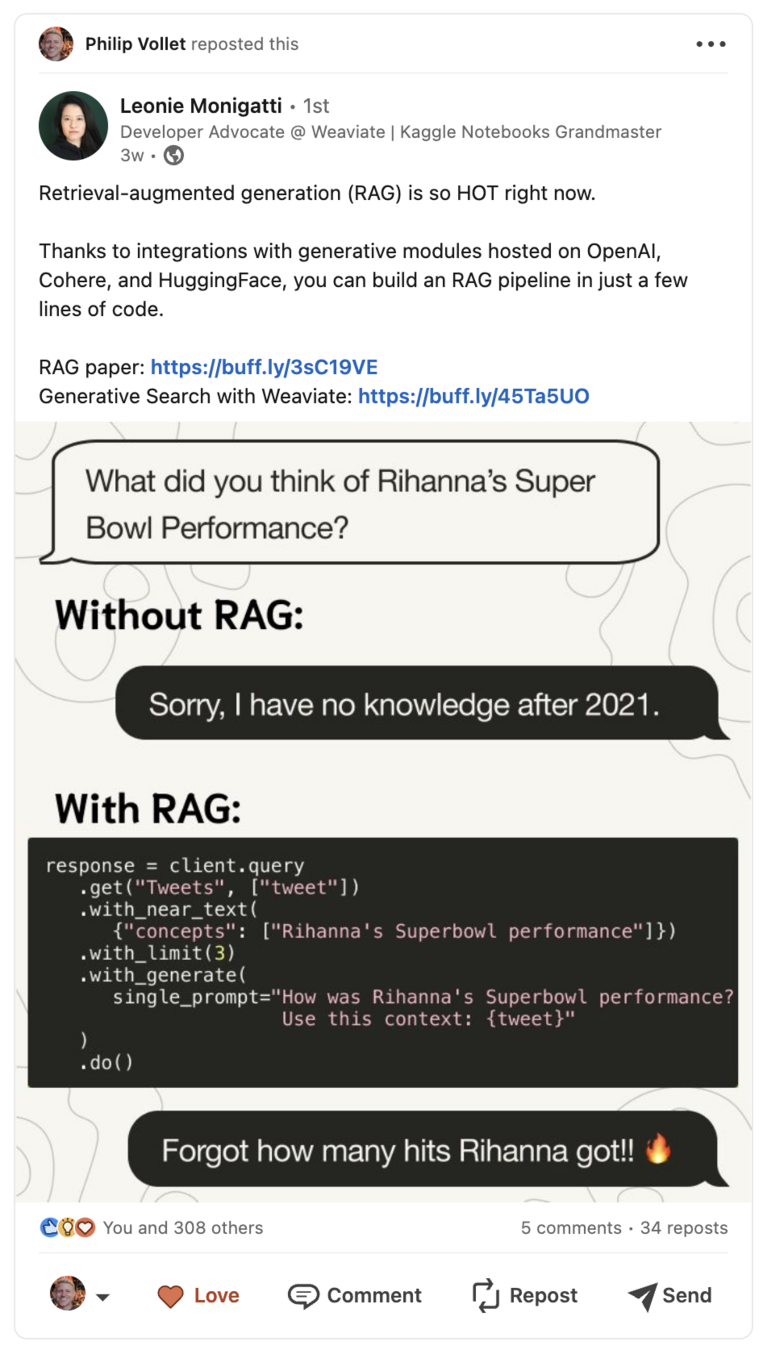 Philip Vollet reposted this
Leonie Monigatti • 1st
Developer Advocate @ Weaviate | Kaggle Notebooks Grandmaster
3w •
Retrieval-augmented generation (RAG) is so HOT right now.
Thanks to integrations with generative modules hosted on OpenAI,
Cohere, and HuggingFace, you can build an RAG pipeline in just a few
lines of code.
RAG paper: https://buff.ly/3sC19VE
Generative Search with Weaviate: https://buff.ly/45Ta5UO
What did you think of Rihanna's Super
Bowl Performance?
Without RAG:
Sorry, I have no knowledge after 2021.
With RAG:
response = client.query
.get("Tweets", ["tweet"])
.with_near_text(
{"concepts": ["Rihanna's Superbowl performance"]})
.with_limit(3)
.with_generate(
single_prompt="How was Rihanna's Superbowl performance?
Use this context: {tweet}"
)
.do()
Forgot how many hits Rihanna got!! 🔥
You and 308 others 5 comments • 34 reposts
Love Comment Repost Send